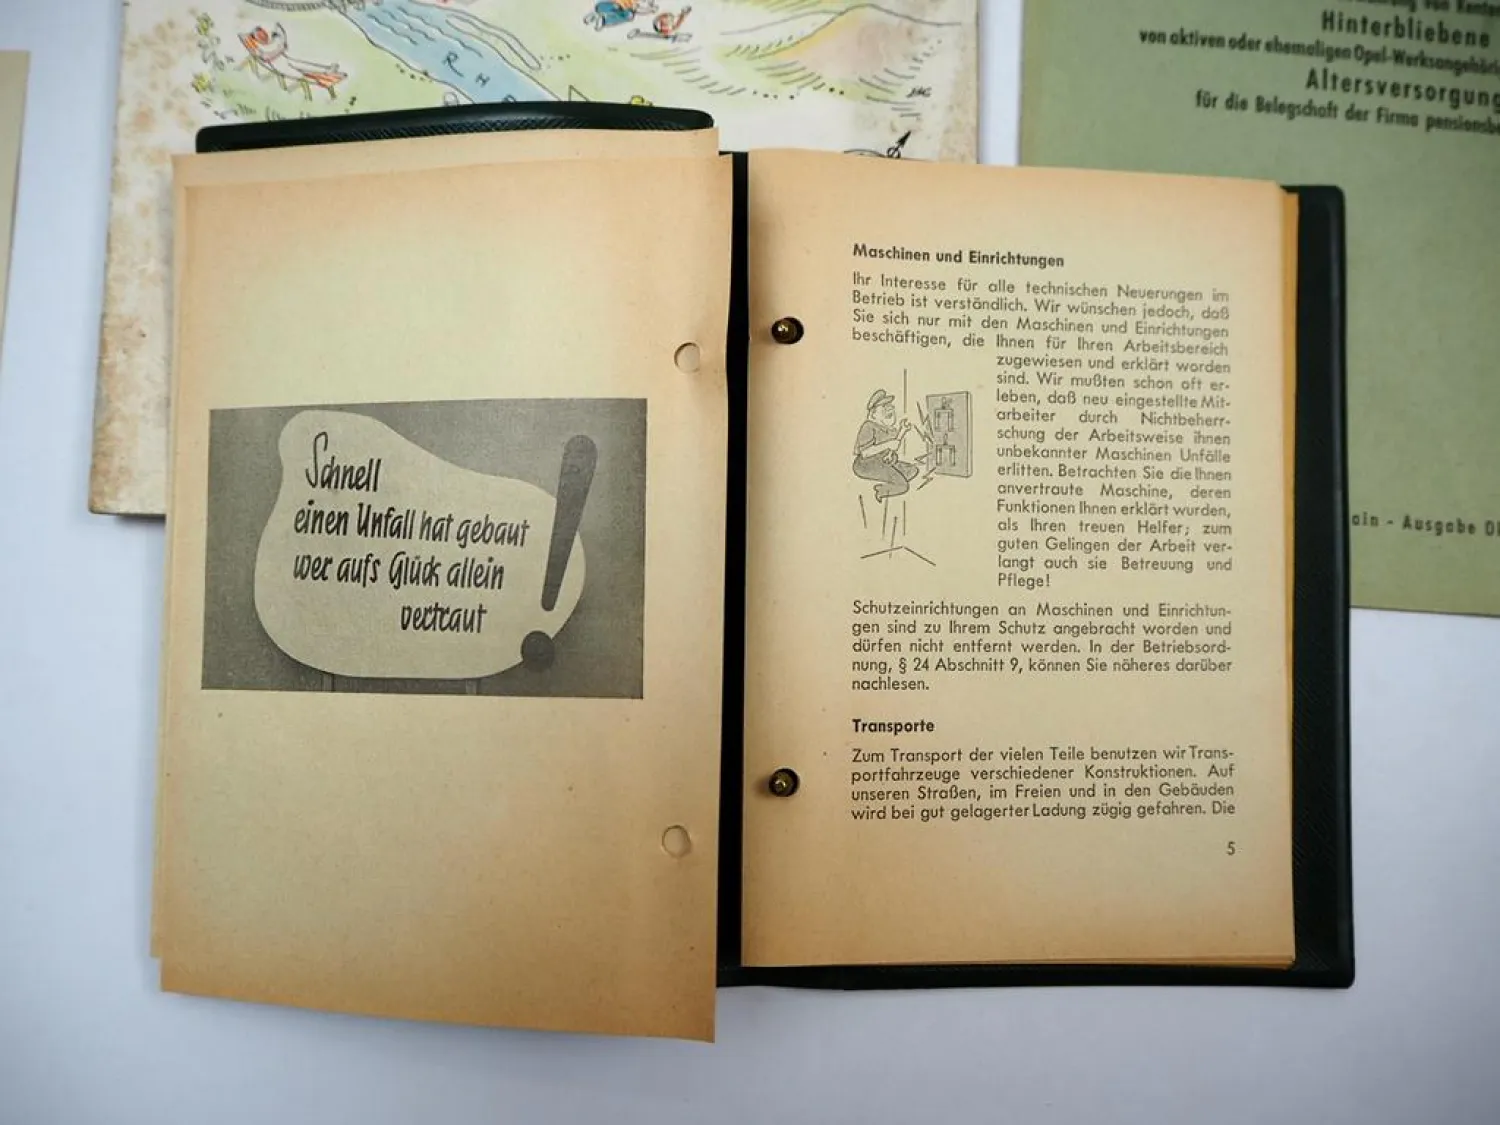 RHE
Hinterbliebene
von aktiven oder ehemaligen Opel-Werksangehörig
Altersversorgung
für die Belegschaft der Firma pensionsbe
ain - Ausgabe
Schnell
einen Unfall hat gebaut
wer aufs Glück allein
vertraut
!
Maschinen und Einrichtungen
Ihr Interesse für alle technischen Neuerungen im
Betrieb ist verständlich. Wir wünschen jedoch, daß
Sie sich nur mit den Maschinen und Einrichtungen
beschäftigen, die Ihnen für Ihren Arbeitsbereich
zugewiesen und erklärt worden
sind. Wir mußten schon oft er-
leben, daß neu eingestellte Mit-
arbeiter durch Nichtbeherr-
schung der Arbeitsweise ihnen
unbekannter Maschinen Unfälle
erlitten. Betrachten Sie die Ihnen
anvertraute Maschine, deren
Funktionen Ihnen erklärt wurden,
als Ihren treuen Helfer; zum
guten Gelingen der Arbeit ver-
langt auch sie Betreuung und
Pflege!
Schutzeinrichtungen an Maschinen und Einrichtun-
gen sind zu Ihrem Schutz angebracht worden und
dürfen nicht entfernt werden. In der Betriebsord-
nung, § 24 Abschnitt 9, können Sie näheres darüber
nachlesen.
Transporte
Zum Transport der vielen Teile benutzen wir Trans-
portfahrzeuge verschiedener Konstruktionen. Auf
unseren Straßen, im Freien und in den Gebäuden
wird bei gut gelagerter Ladung zügig gefahren. Die
5